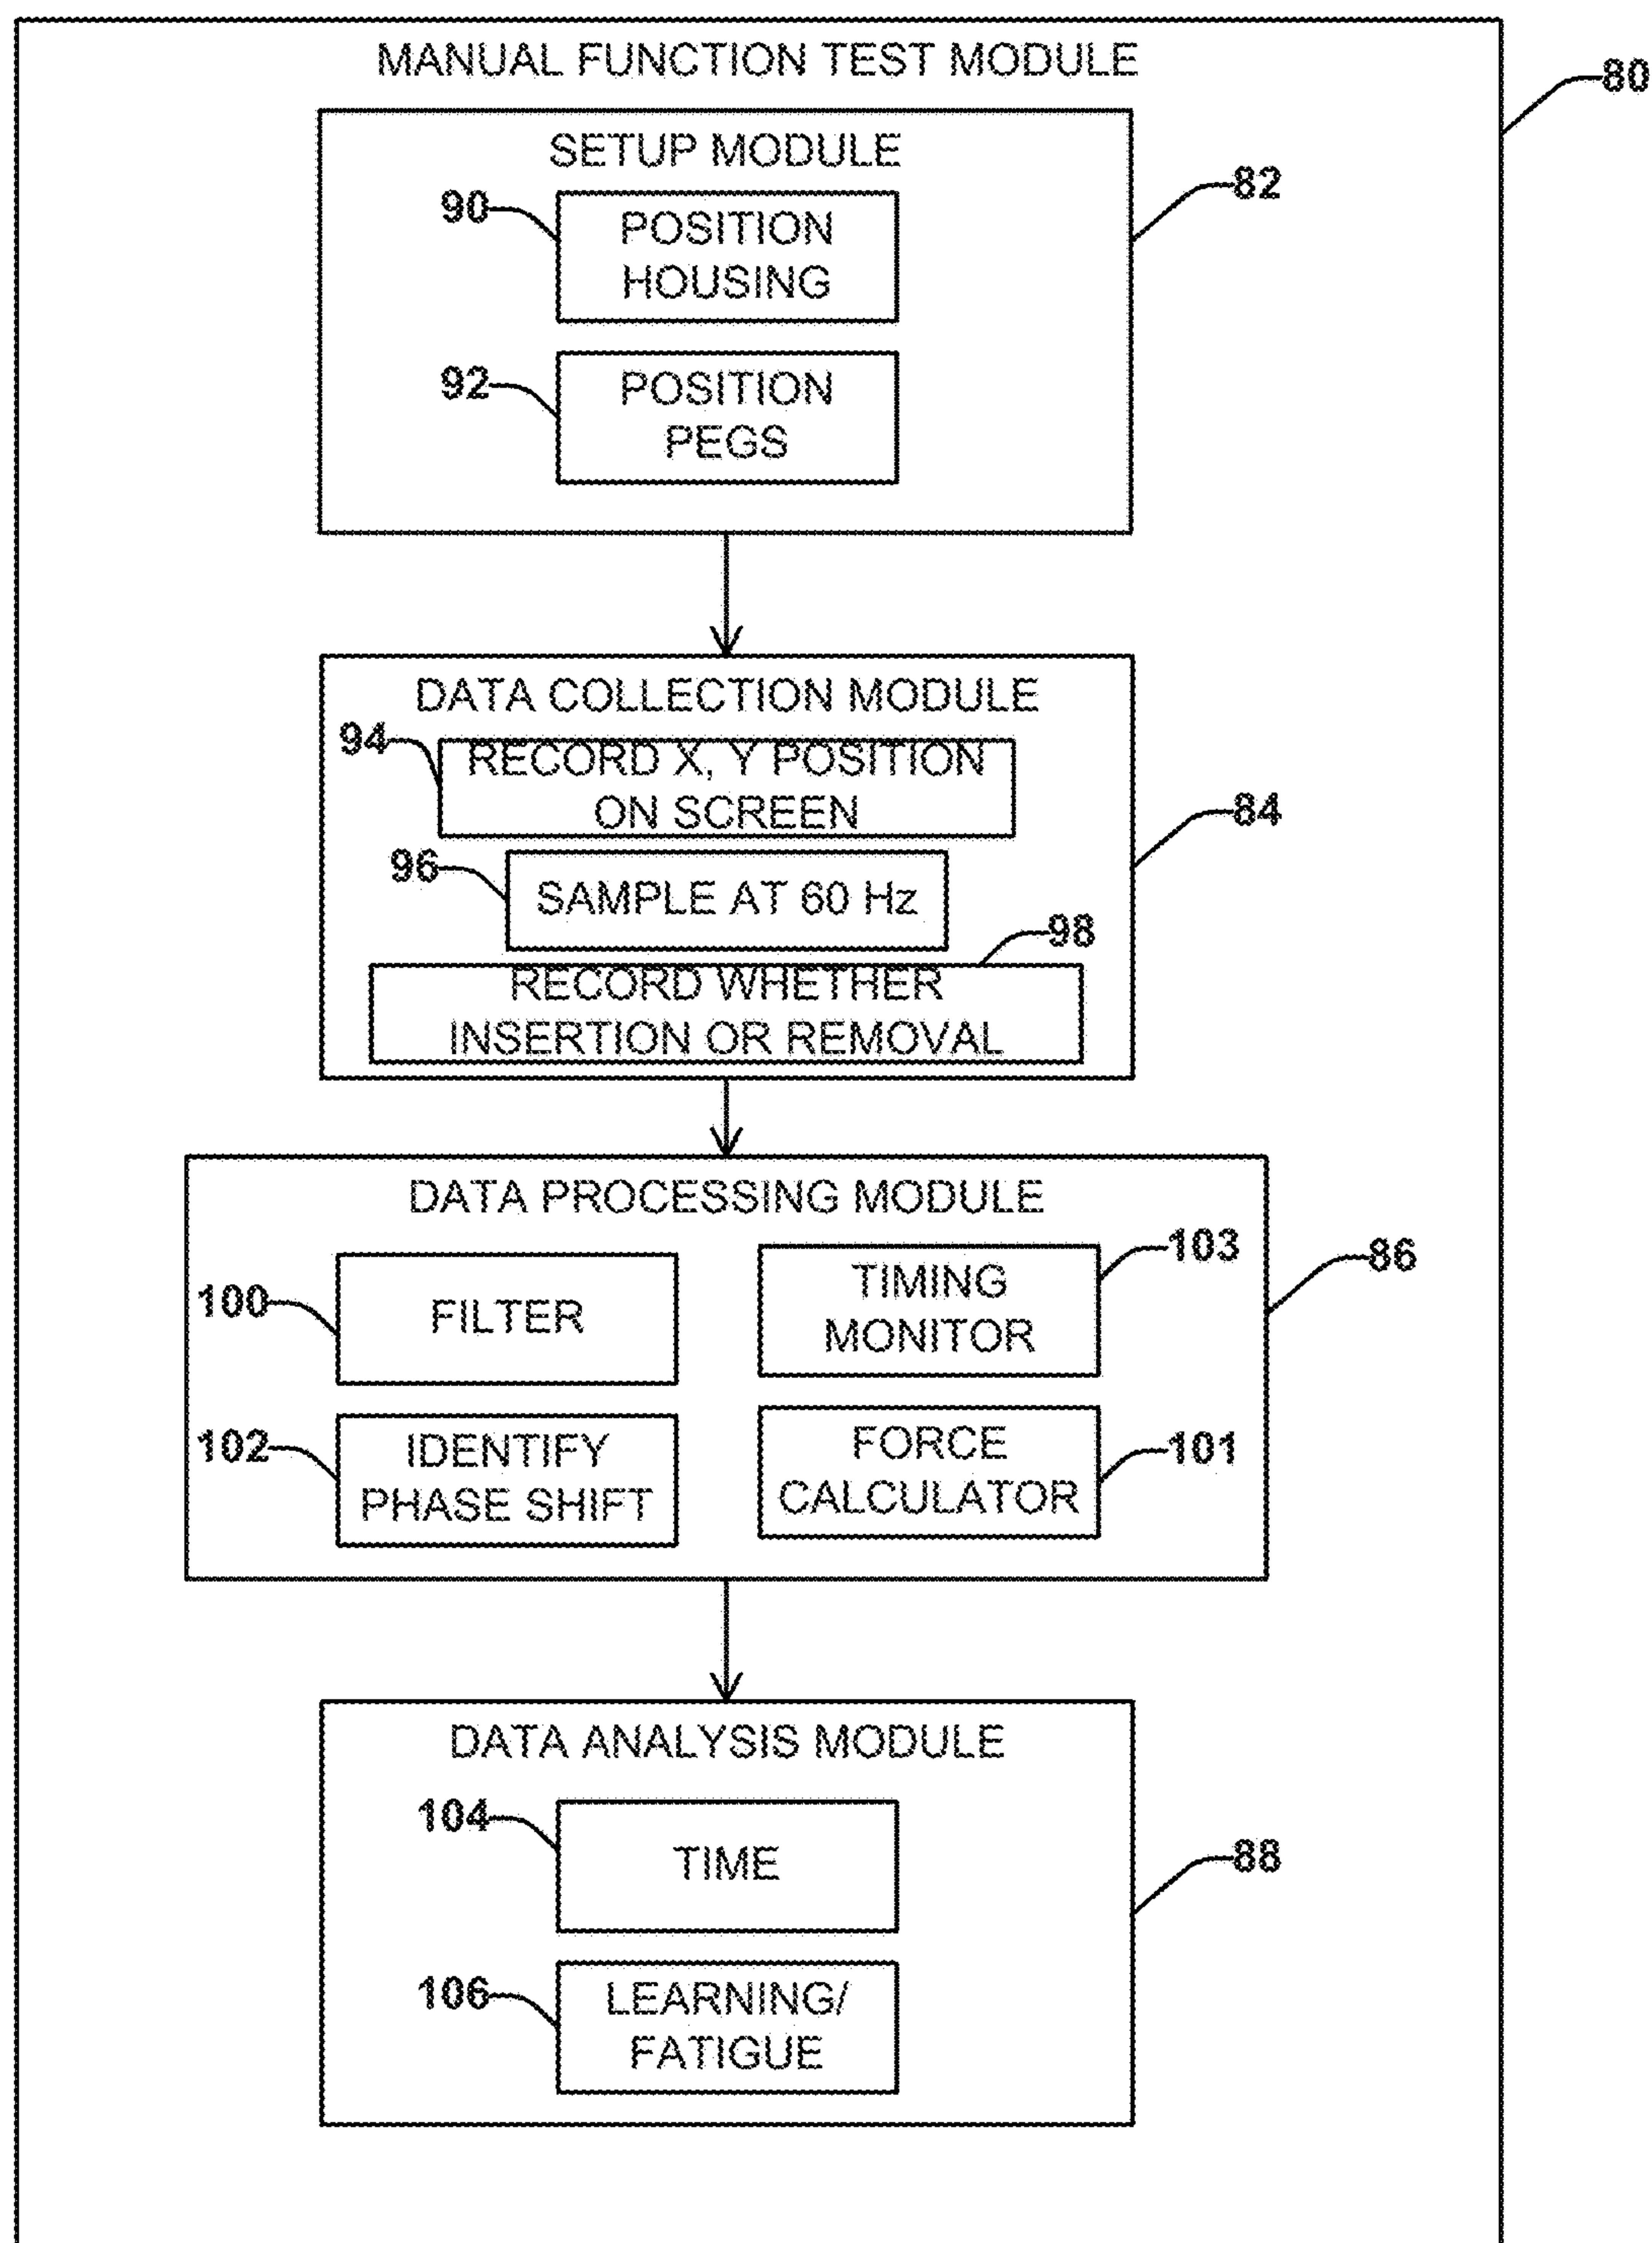 MANUAL FUNCTION TEST MODULE
80
SETUP MODULE
82
90
POSITION
HOUSING
92
POSITION
PEGS
DATA COLLECTION MODULE
94
RECORD X, Y POSITION
ON SCREEN
84
96
SAMPLE AT 60 Hz
98
RECORD WHETHER
INSERTION OR REMOVAL
DATA PROCESSING MODULE
86
100
FILTER
103
TIMING
MONITOR
102
IDENTIFY
PHASE SHIFT
101
FORCE
CALCULATOR
DATA ANALYSIS MODULE
104
TIME
88
106
LEARNING/
FATIGUE